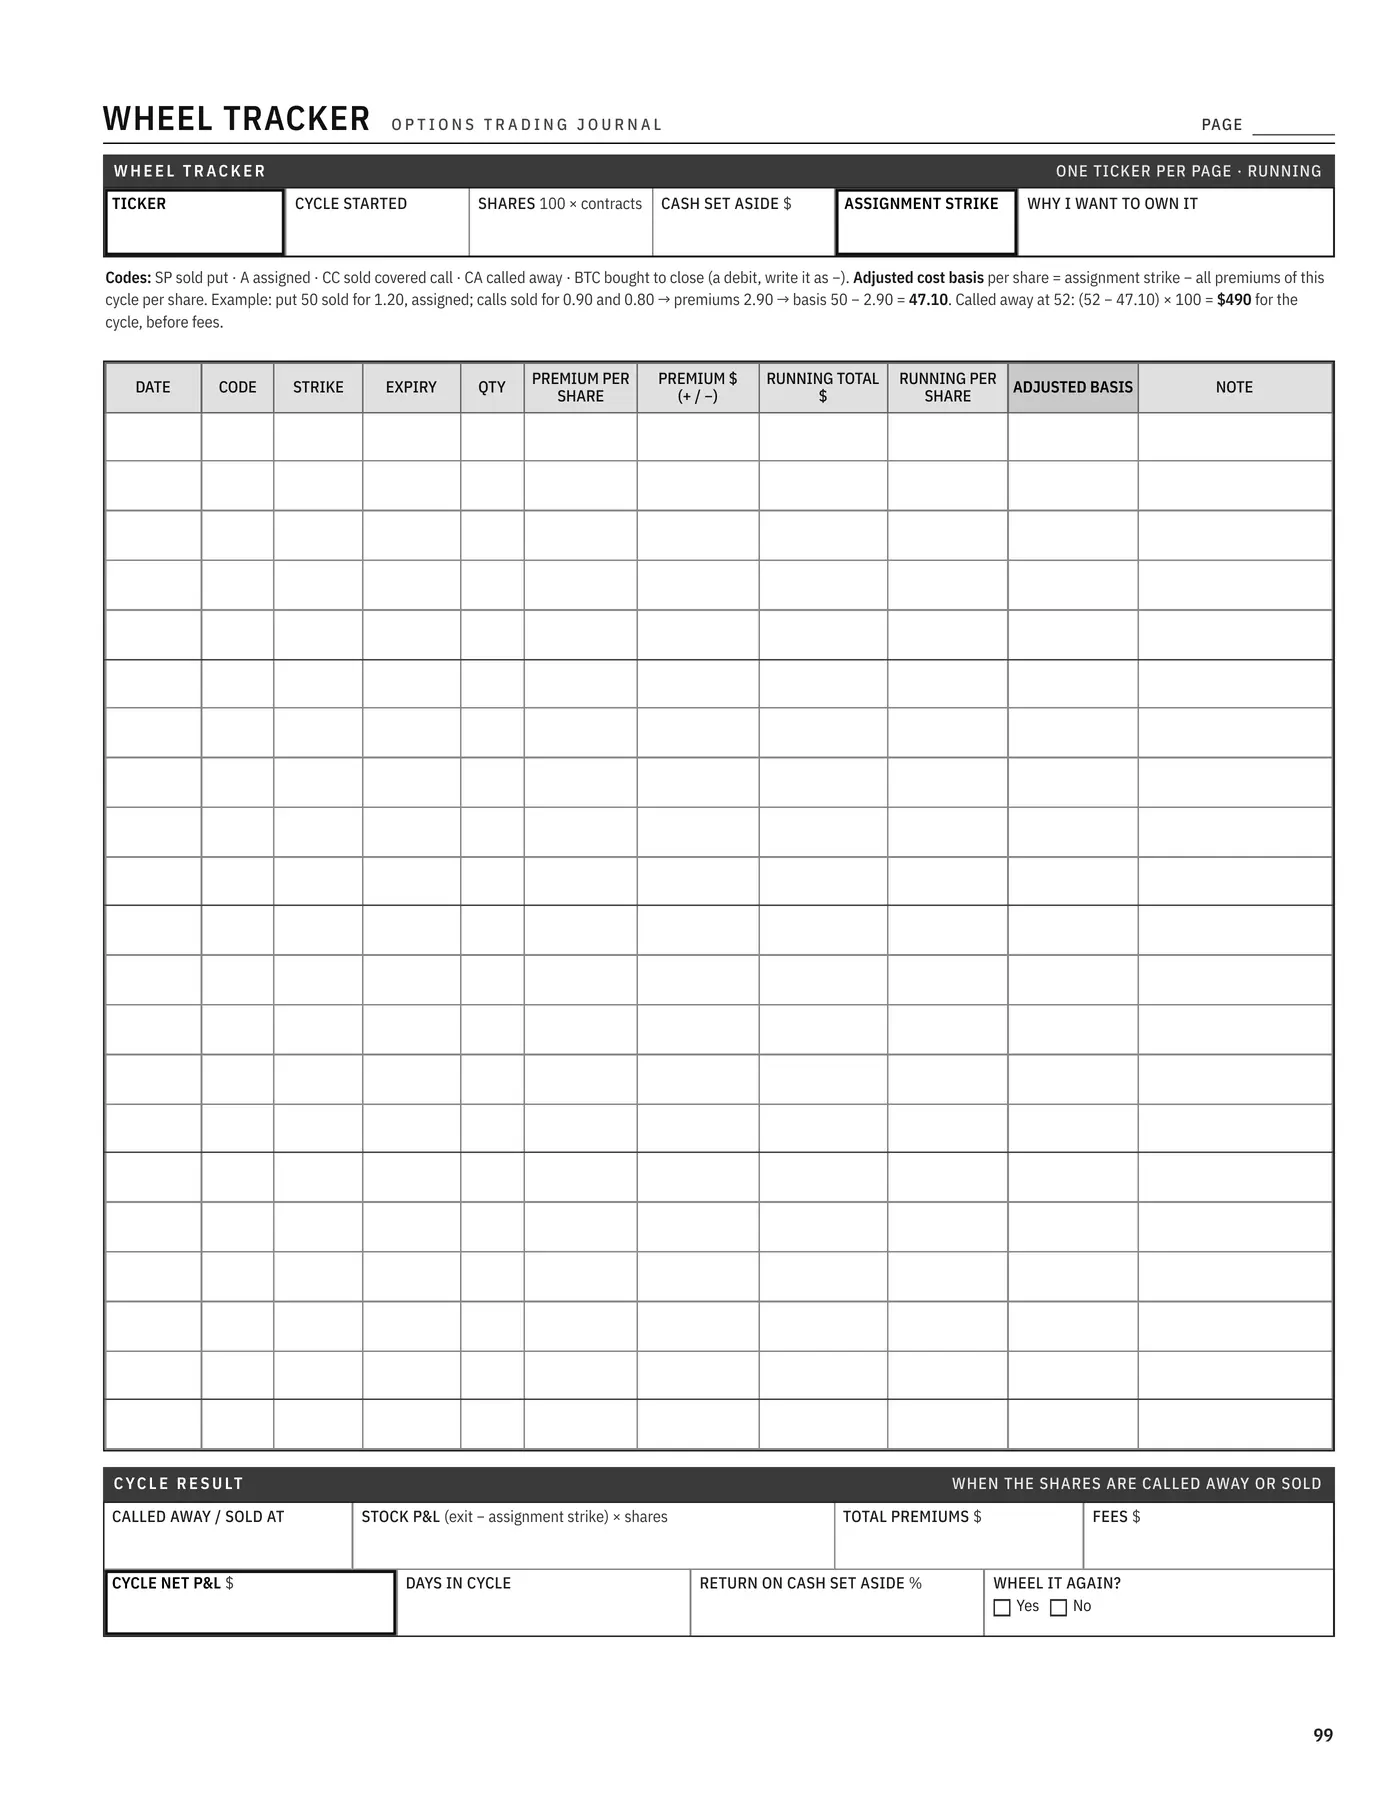 WHEEL TRACKER OPTIONS TRADING JOURNAL PAGE
WHEEL TRACKER ONE TICKER PER PAGE · RUNNING
TICKER CYCLE STARTED SHARES 100 × contracts CASH SET ASIDE $ ASSIGNMENT STRIKE WHY I WANT TO OWN IT
Codes: SP sold put · A assigned · CC sold covered call · CA called away · BTC bought to close (a debit, write it as −). Adjusted cost basis per share = assignment strike − all premiums of this
cycle per share. Example: put 50 sold for 1.20, assigned; calls sold for 0.90 and 0.80 → premiums 2.90 → basis 50 − 2.90 = 47.10. Called away at 52: (52 − 47.10) × 100 = $490 for the
cycle, before fees.
DATE CODE STRIKE EXPIRY QTY PREMIUM PER SHARE PREMIUM $ (+ / −) RUNNING TOTAL $ RUNNING PER SHARE ADJUSTED BASIS NOTE
CYCLE RESULT WHEN THE SHARES ARE CALLED AWAY OR SOLD
CALLED AWAY / SOLD AT STOCK P&L (exit − assignment strike) × shares TOTAL PREMIUMS $ FEES $
CYCLE NET P&L $ DAYS IN CYCLE RETURN ON CASH SET ASIDE % WHEEL IT AGAIN?
Yes No
99